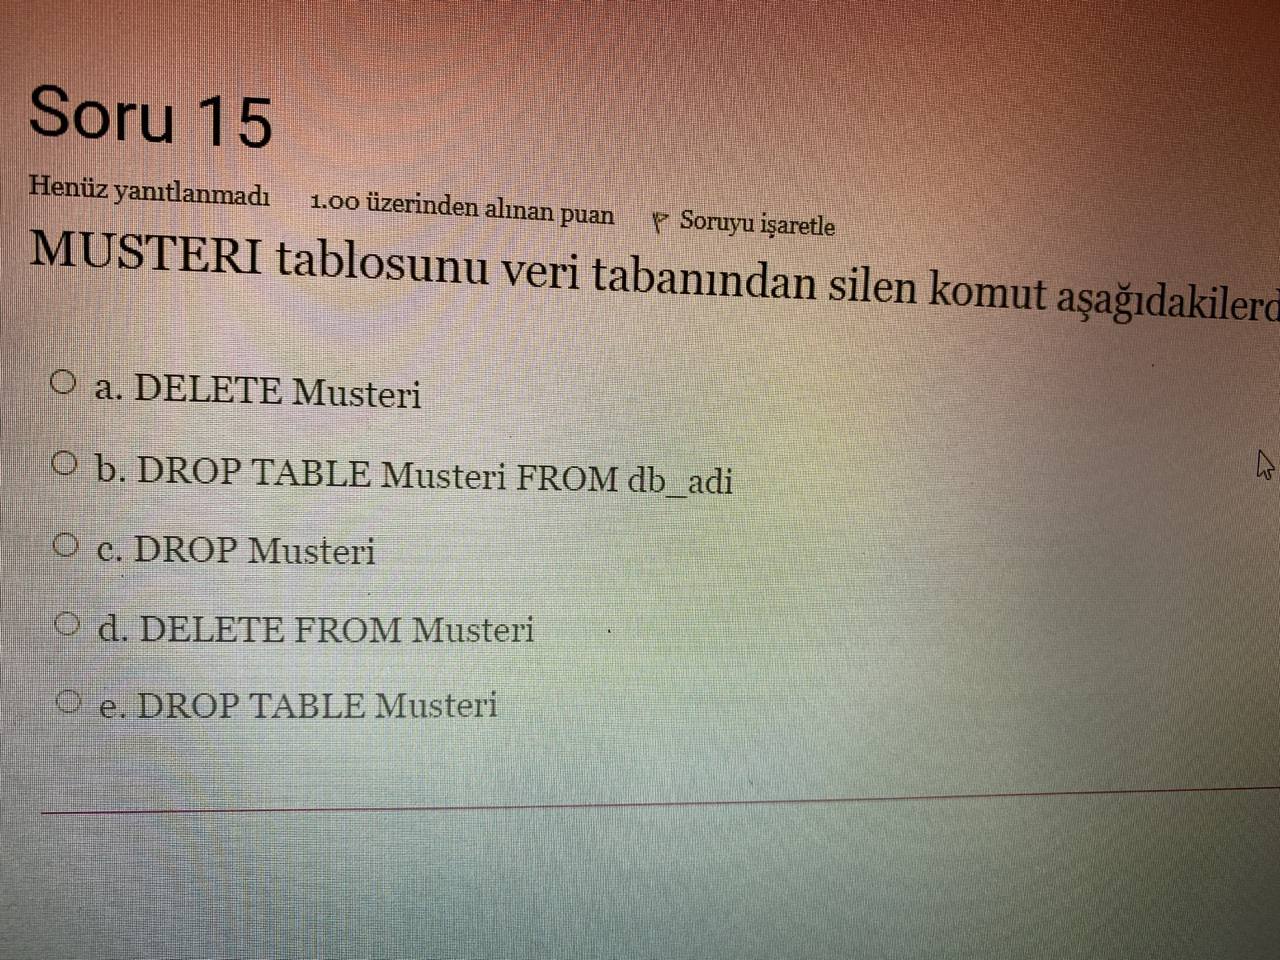 Soru 15
Henüz yanıtlanmadı 1.00 üzerinden alınan puan Soruyu işaretle
MUSTERI tablosunu veri tabanından silen komut aşağıdakilerd
a. DELETE Musteri
b. DROP TABLE Musteri FROM db_adi
c. DROP Musteri
d. DELETE FROM Musteri
e. DROP TABLE Musteri